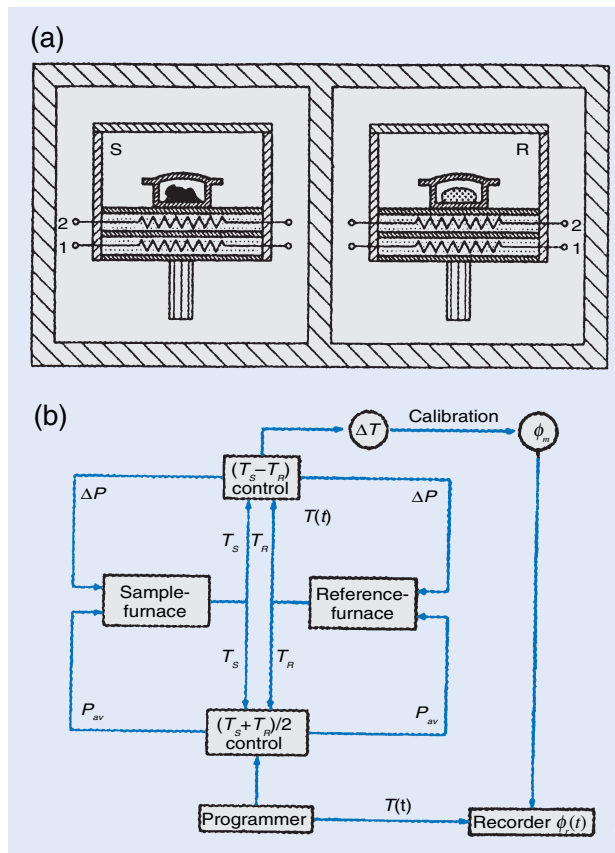 (a)
S
R
2
1
2
1
(b)
Calibration
ΔT
ϕm
(TS–TR)
control
ΔP
ΔP
T(t)
TS
TR
Sample-
furnace
Reference-
furnace
TS
TR
Pav
Pav
(TS+TR)/2
control
T(t)
Programmer
Recorder ϕr(t)